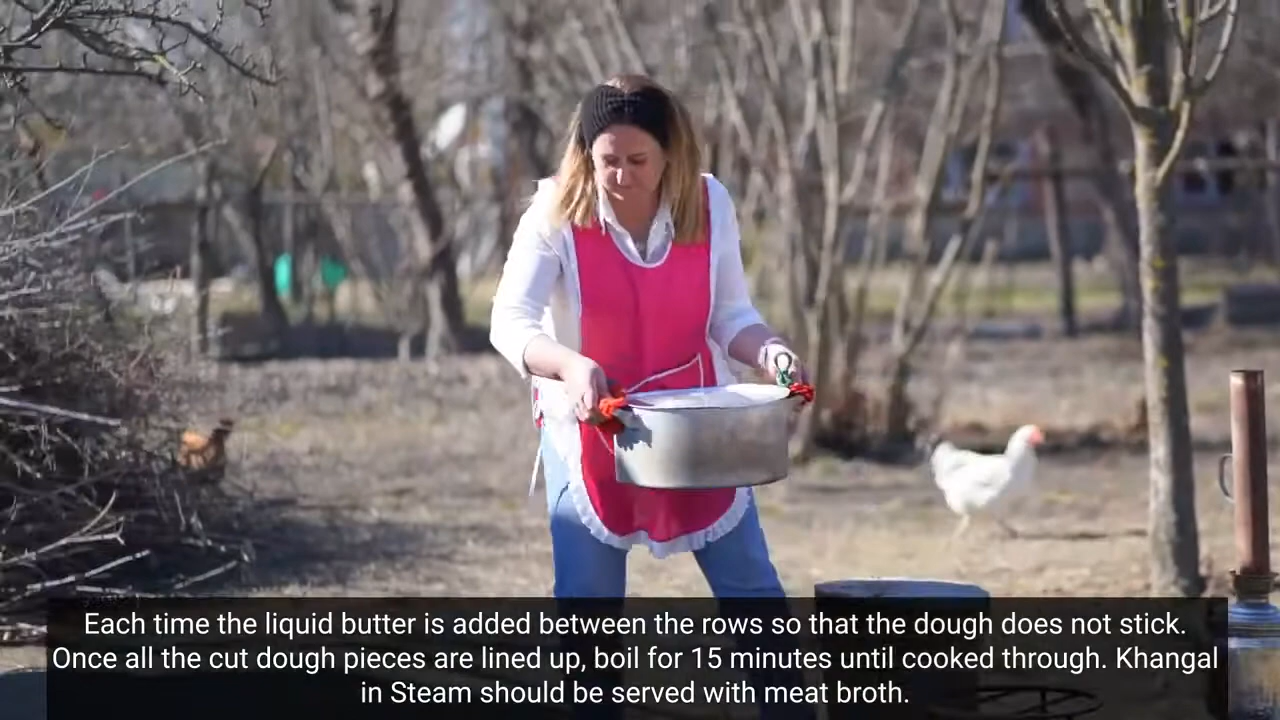 Each time the liquid butter is added between the rows so that the dough does not stick.
Once all the cut dough pieces are lined up, boil for 15 minutes until cooked through. Khangal
in Steam should be served with meat broth.